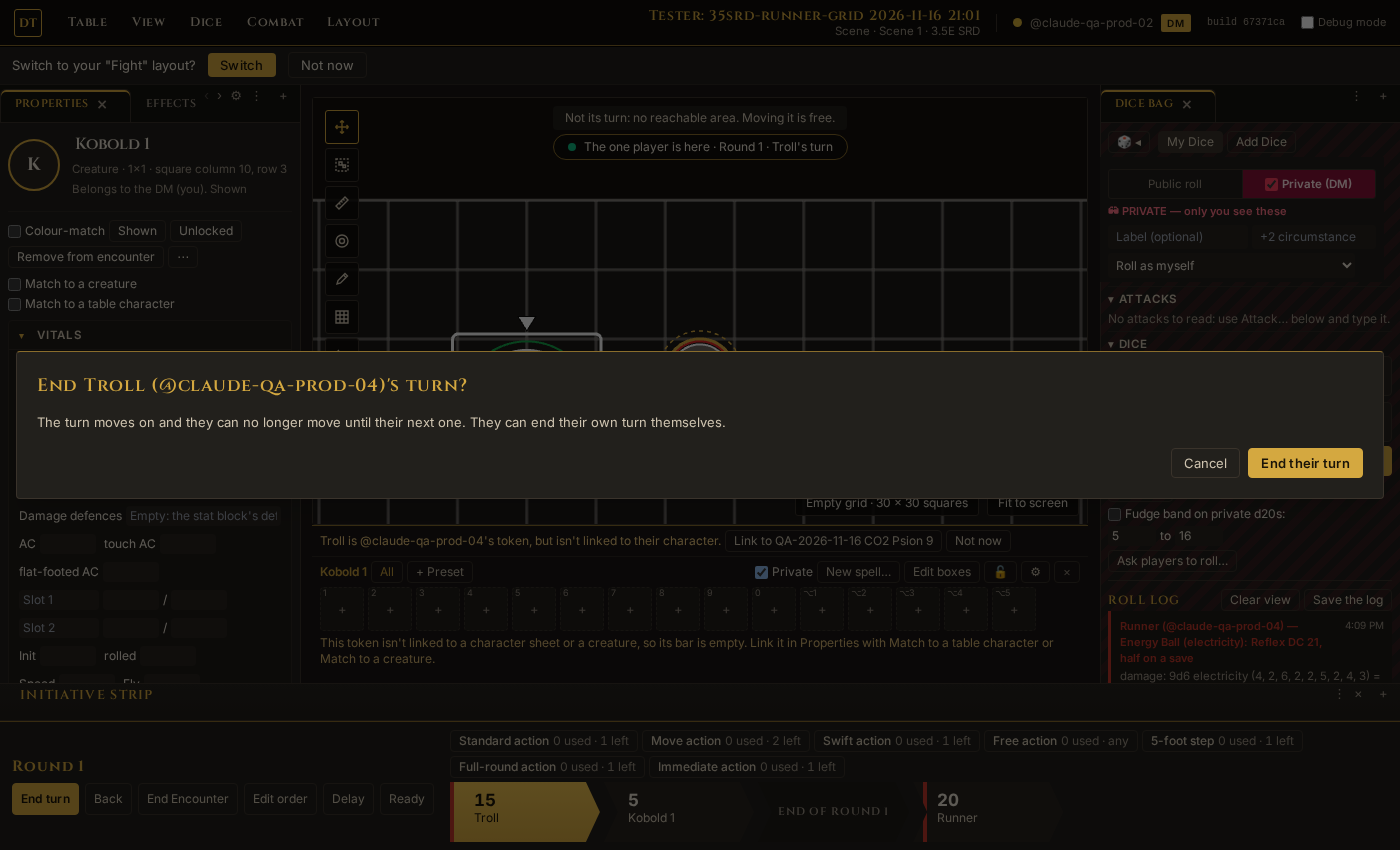 DT TABLE VIEW DICE COMBAT LAYOUT
Tester: 35srd-runner-grid 2026-11-16 21:01
Scene · Scene 1 · 3.5E SRD
@claude-qa-prod-02 DM build 67371ca Debug mode
Switch to your "Fight" layout? Switch Not now
PROPERTIES × EFFECTS
DICE BAG ×
K
Kobold 1
Creature · 1×1 · square column 10, row 3
Belongs to the DM (you). Shown
Colour-match Shown Unlocked
Remove from encounter ...
Match to a creature
Match to a table character
VITALS
Not its turn: no reachable area. Moving it is free.
The one player is here · Round 1 · Troll's turn
My Dice Add Dice
Public roll Private (DM)
PRIVATE — only you see these
Label (optional) +2 circumstance
Roll as myself
ATTACKS
No attacks to read: use Attack... below and type it.
DICE
End Troll (@claude-qa-prod-04)'s turn?
The turn moves on and they can no longer move until their next one. They can end their own turn themselves.
Cancel End their turn
Damage defences Empty: the stat block's de
AC touch AC
flat-footed AC
Slot 1 /
Slot 2 /
Init rolled
Speed Fly
Empty grid · 30 × 30 squares Fit to screen
Troll is @claude-qa-prod-04's token, but isn't linked to their character. Link to QA-2026-11-16 CO2 Psion 9 Not now
Kobold 1 All + Preset Private New spell... Edit boxes ×
1 2 3 4 5 6 7 8 9 0 ⌥1 ⌥2 ⌥3 ⌥4 ⌥5
+ + + + + + + + + + + + + + +
This token isn't linked to a character sheet or a creature, so its bar is empty. Link it in Properties with Match to a table character or
Match to a creature.
Fudge band on private d20s:
5 to 16
Ask players to roll...
ROLL LOG Clear view Save the log
Runner (@claude-qa-prod-04) — 4:09 PM
Energy Ball (electricity): Reflex DC 21,
half on a save
damage: 9d6 electricity (4, 2, 6, 2, 2, 5, 2, 4, 3) =
INITIATIVE STRIP
Standard action 0 used · 1 left Move action 0 used · 2 left Swift action 0 used · 1 left Free action 0 used · any 5-foot step 0 used · 1 left
Full-round action 0 used · 1 left Immediate action 0 used · 1 left
Round 1
End turn Back End Encounter Edit order Delay Ready
15 Troll
5 Kobold 1
END OF ROUND 1
20 Runner